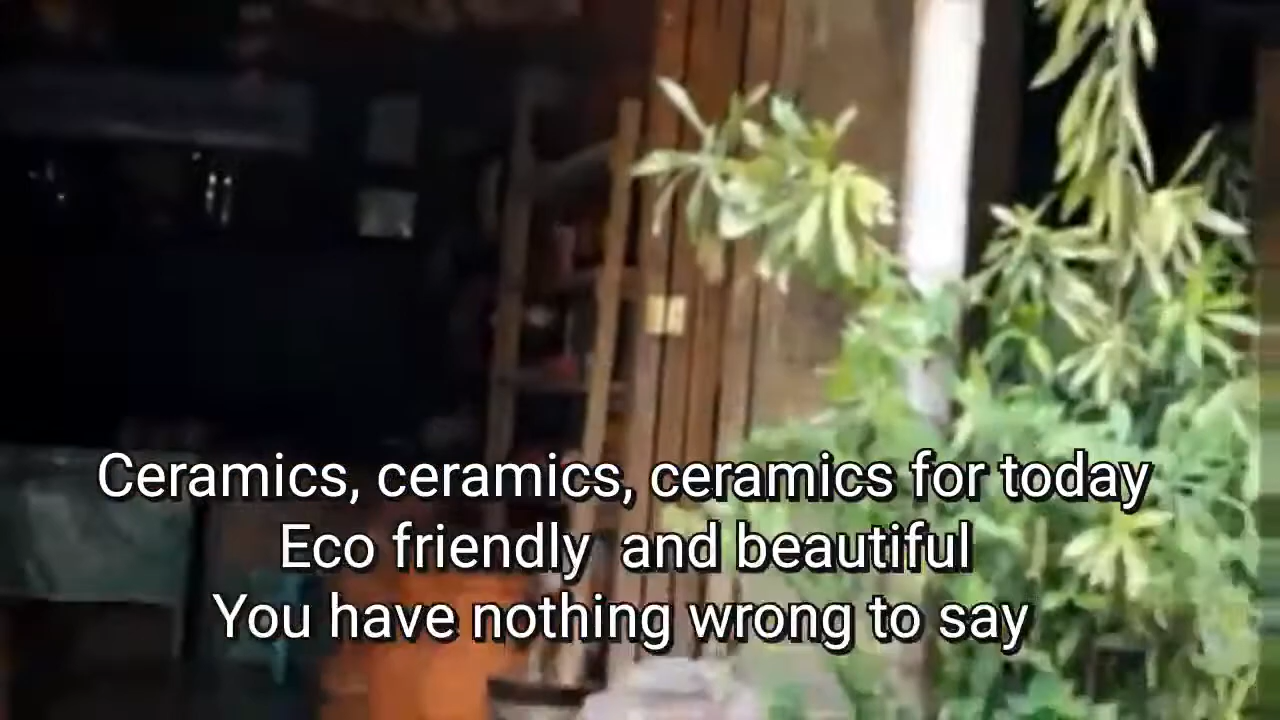 Ceramics, ceramics, ceramics for today
Eco friendly  and beautiful
You have nothing wrong to say